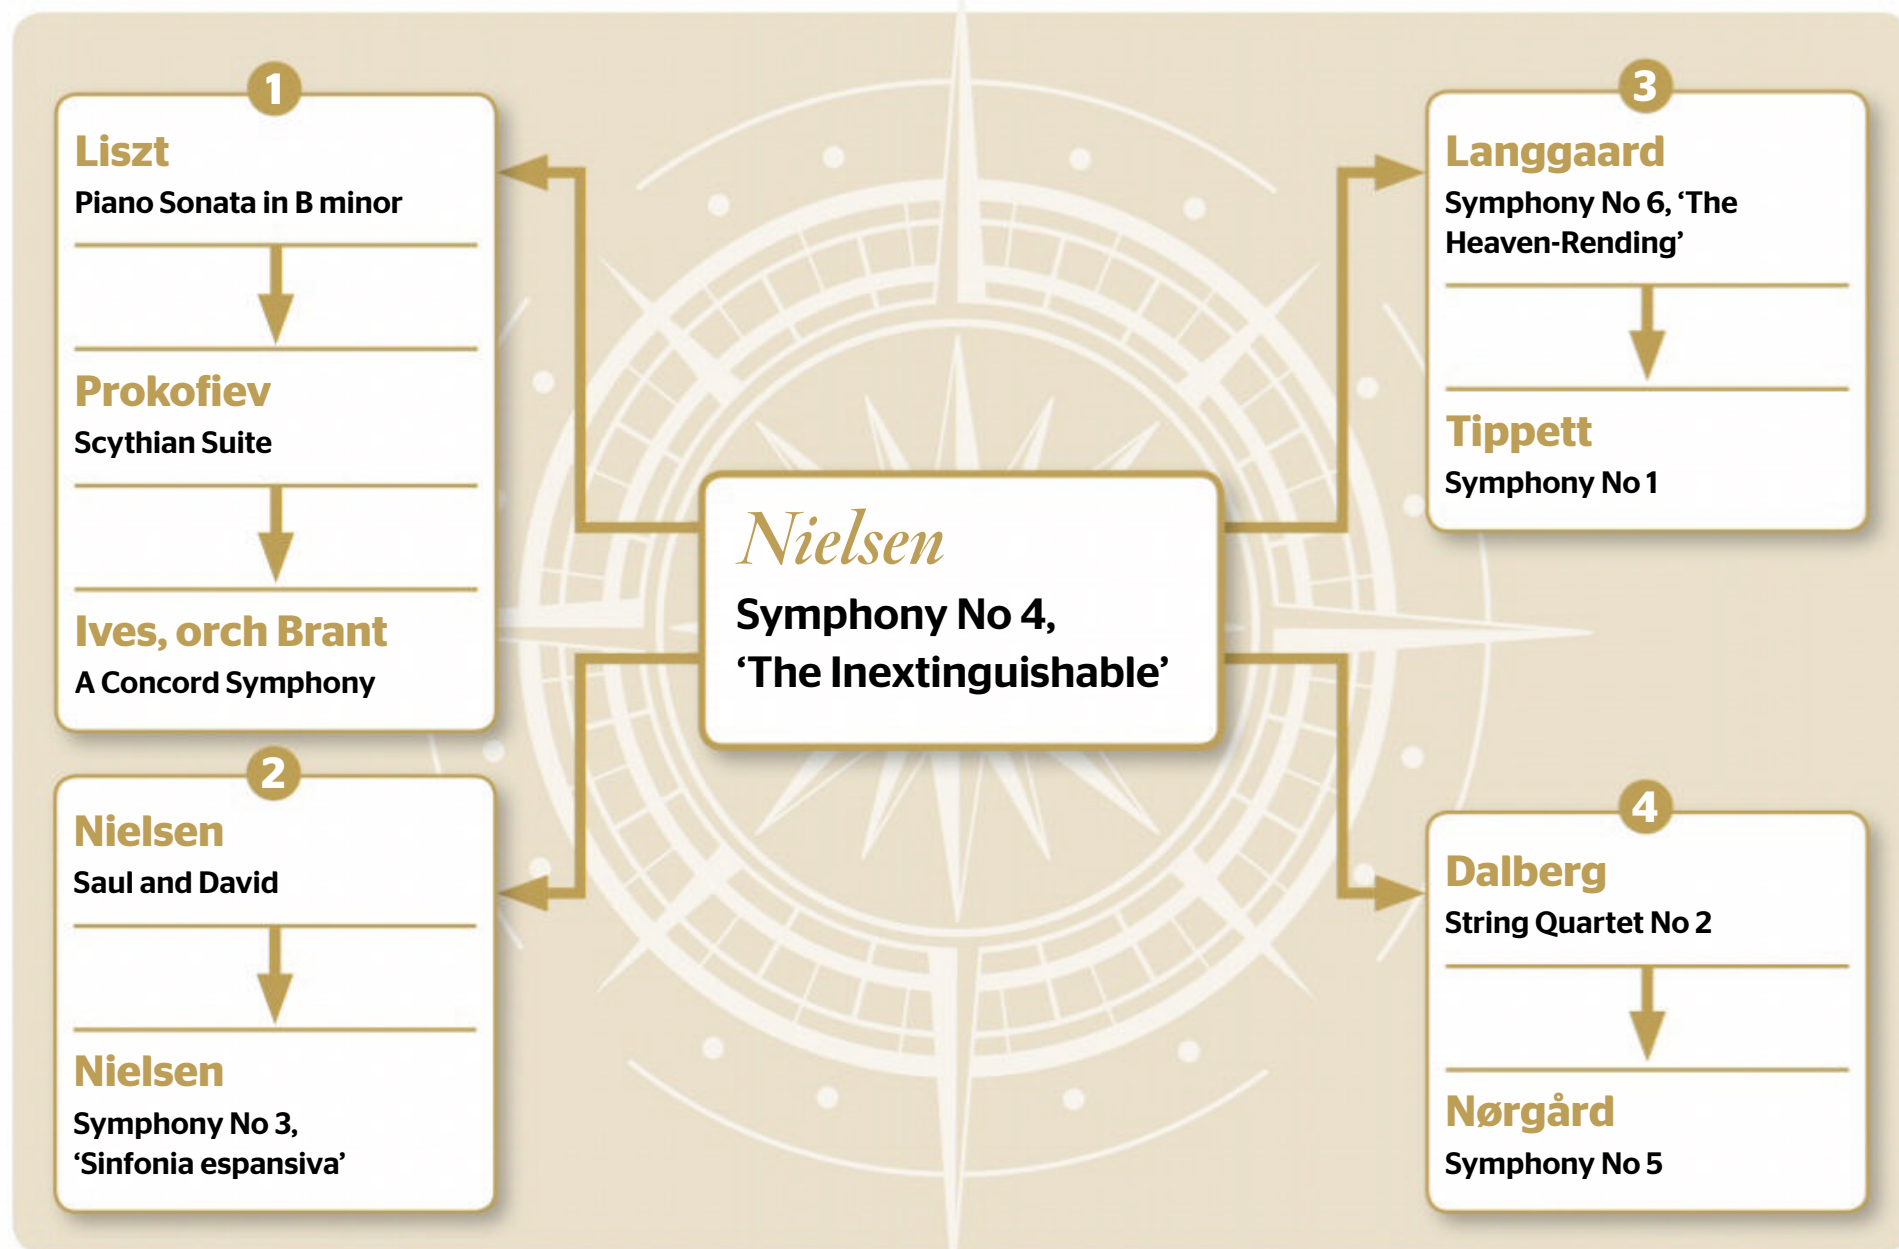 1
Liszt
Piano Sonata in B minor
Prokofiev
Scythian Suite
Ives, orch Brant
A Concord Symphony
2
Nielsen
Saul and David
Nielsen
Symphony No 3,
‘Sinfonia espansiva’
Nielsen
Symphony No 4,
‘The Inextinguishable’
3
Langgaard
Symphony No 6, ‘The
Heaven-Rending’
Tippett
Symphony No 1
4
Dalberg
String Quartet No 2
Nørgård
Symphony No 5